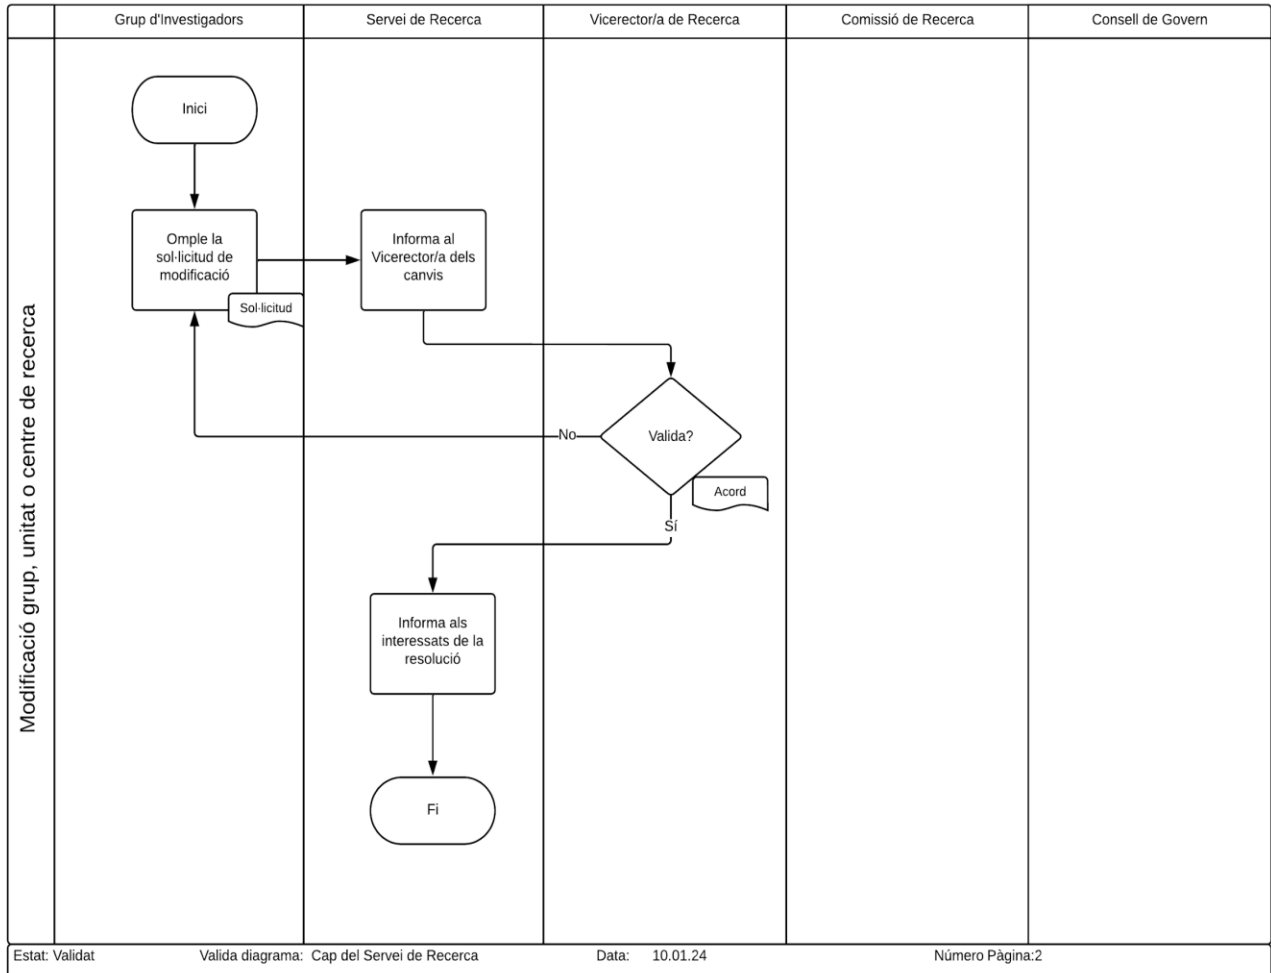 Grup d'Investigadors
Servei de Recerca
Vicerector/a de Recerca
Comissió de Recerca
Consell de Govern
Modificació grup, unitat o centre de recerca
Inici
Omple la
sol·licitud de
modificació
Sol·licitud
Informa al
Vicerector/a dels
canvis
Valida?
No
Acord
Sí
Informa als
interessats de la
resolució
Fi
Estat: Validat
Valida diagrama: Cap del Servei de Recerca
Data: 10.01.24
Número Pàgina:2